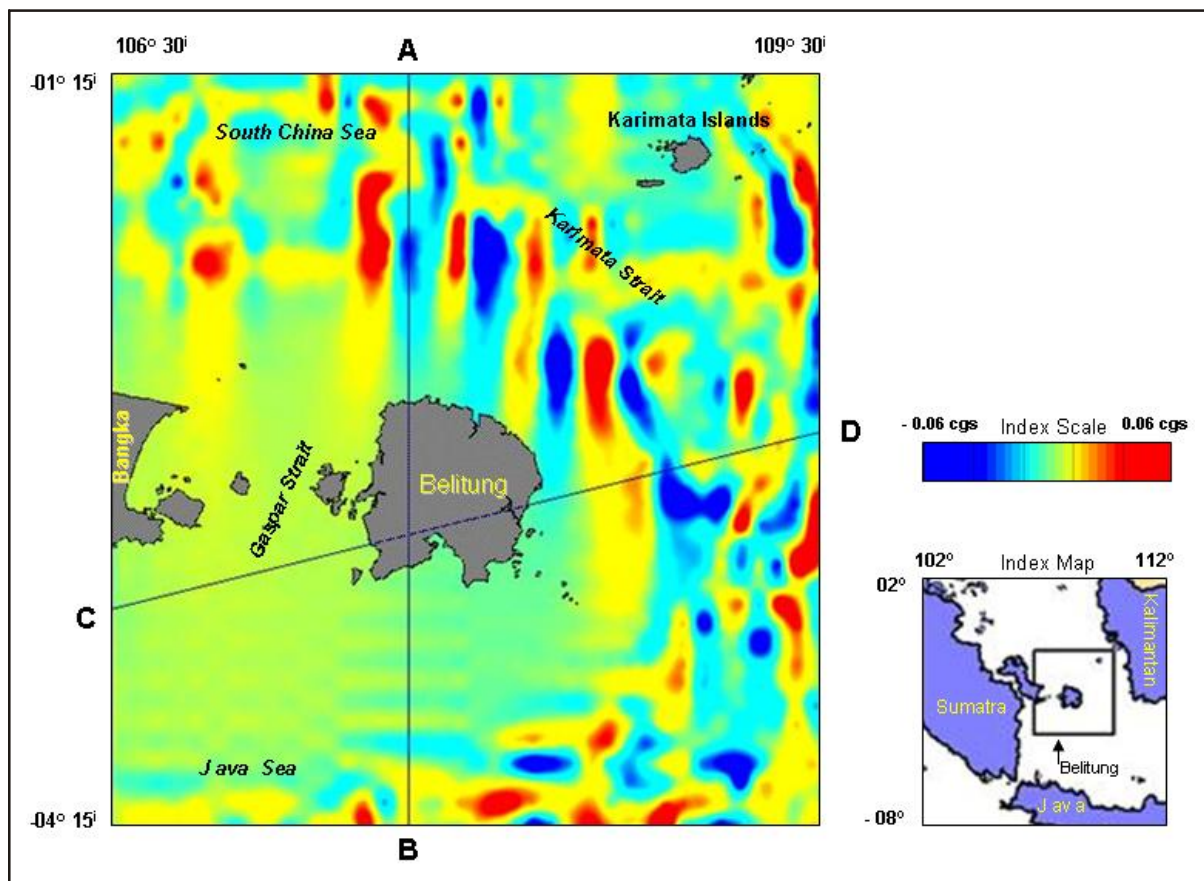 106° 30ⁱ
A
109° 30ⁱ
-01° 15ⁱ
South China Sea
Karimata Islands
Karimata Strait
Bangka
Gaspar Strait
Belitung
C
D
Java Sea
-04° 15ⁱ
B
- 0.06 cgs
Index Scale
0.06 cgs
102°
Index Map
112°
02°
Kalimantan
Sumatra
Belitung
Java
- 08°